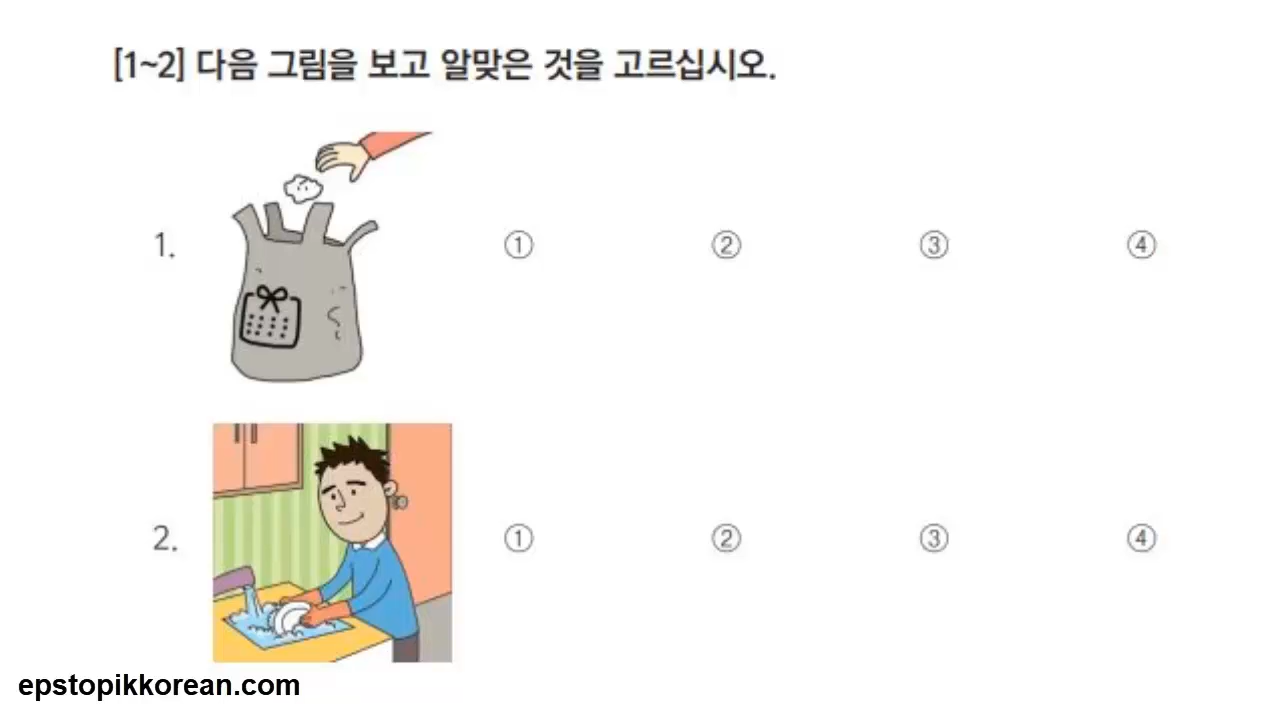 [1~2] 다음 그림을 보고 알맞은 것을 고르십시오.
1. ① ② ③ ④
2. ① ② ③ ④
epstopikkorean.com